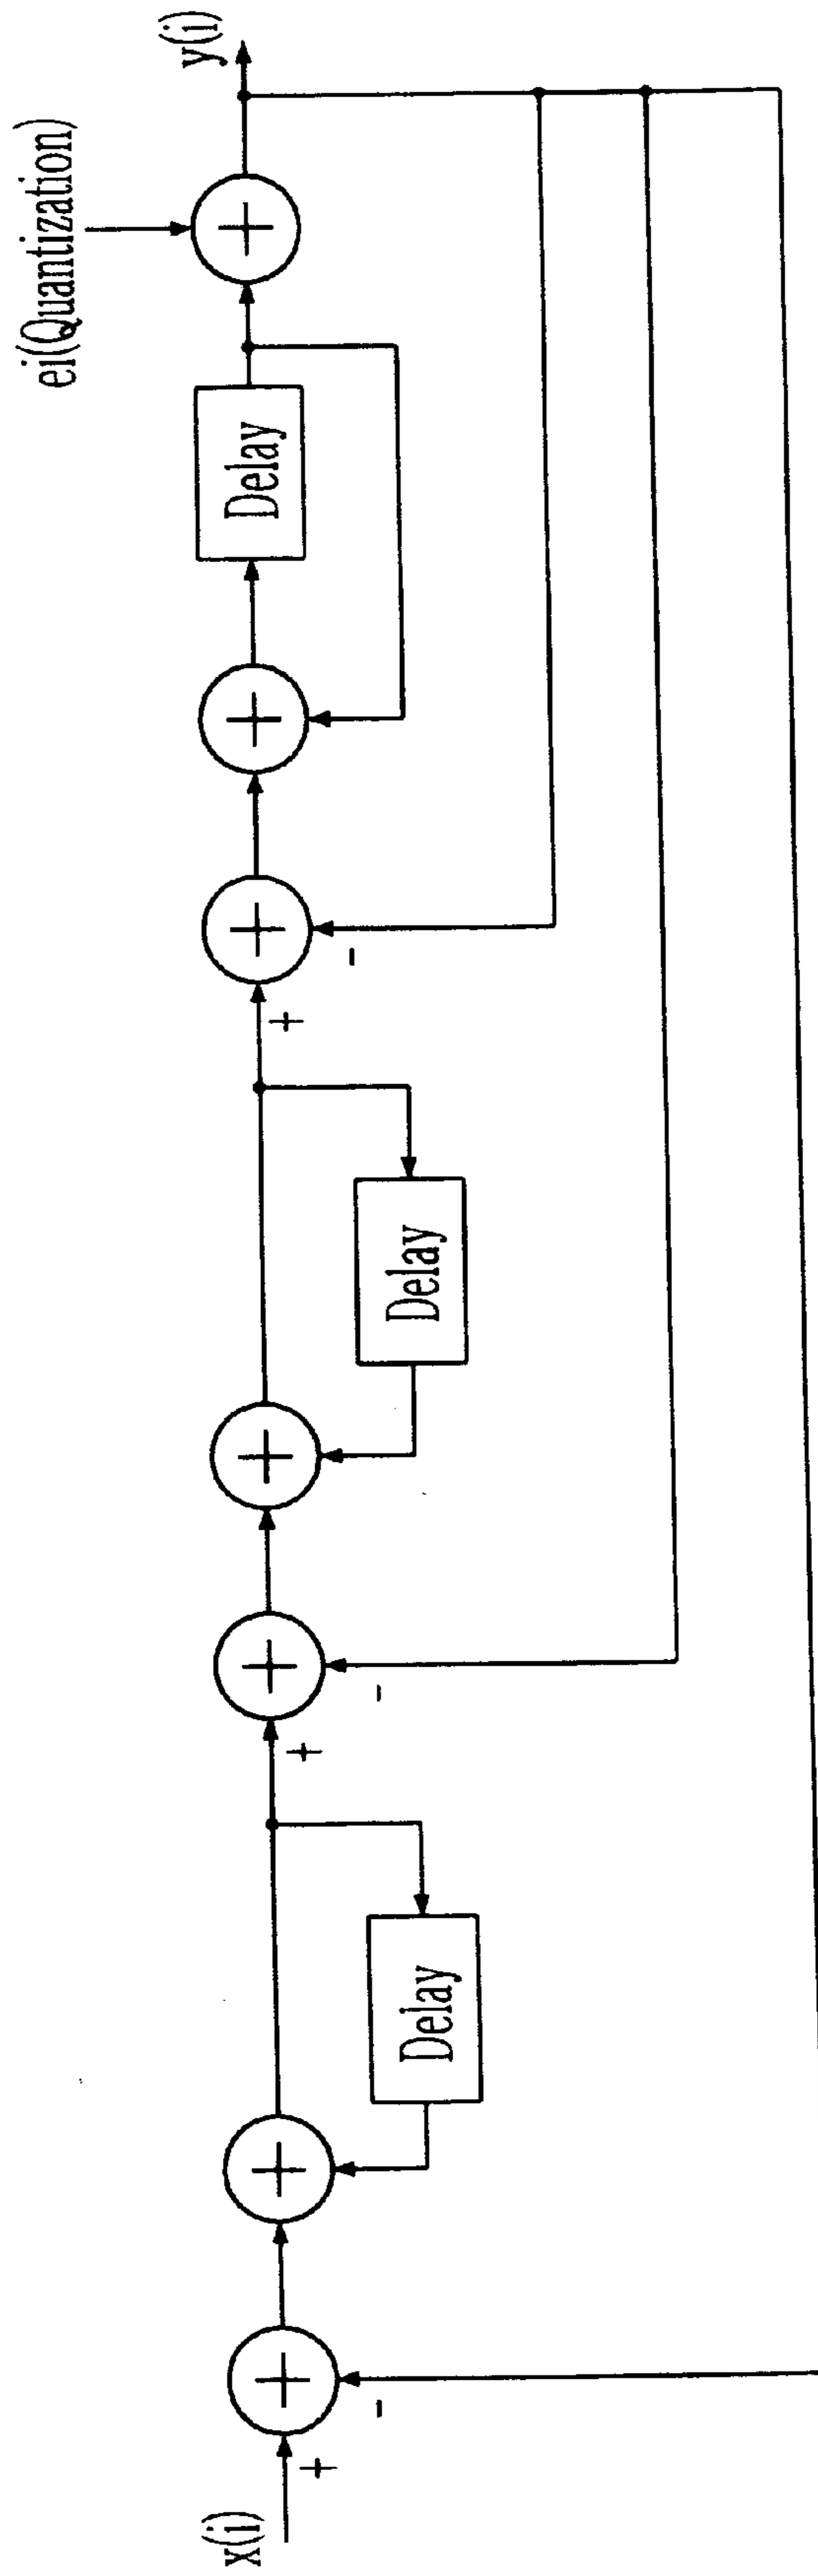 x(i)
+
-
+
Delay
+
-
+
Delay
+
-
+
Delay
+
ei(Quantization)
+
y(i)
+
+